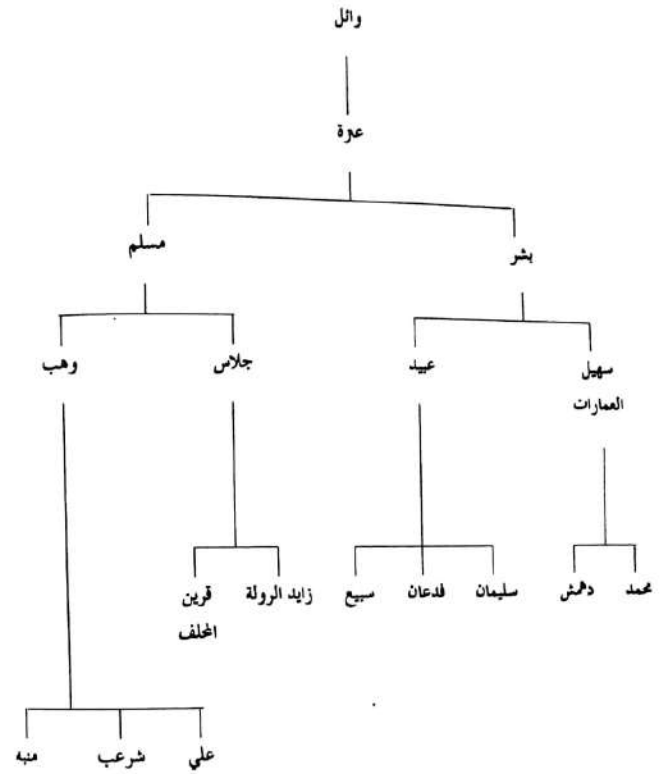 وائل
عنزة
بشر
مسلم
سهيل
العمارات
عبيد
جلاس
وهب
محمد
دهمش
سليمان
فدعان
سبيع
زايد الرولة
قرين
المحلف
علي
شرعب
منبه